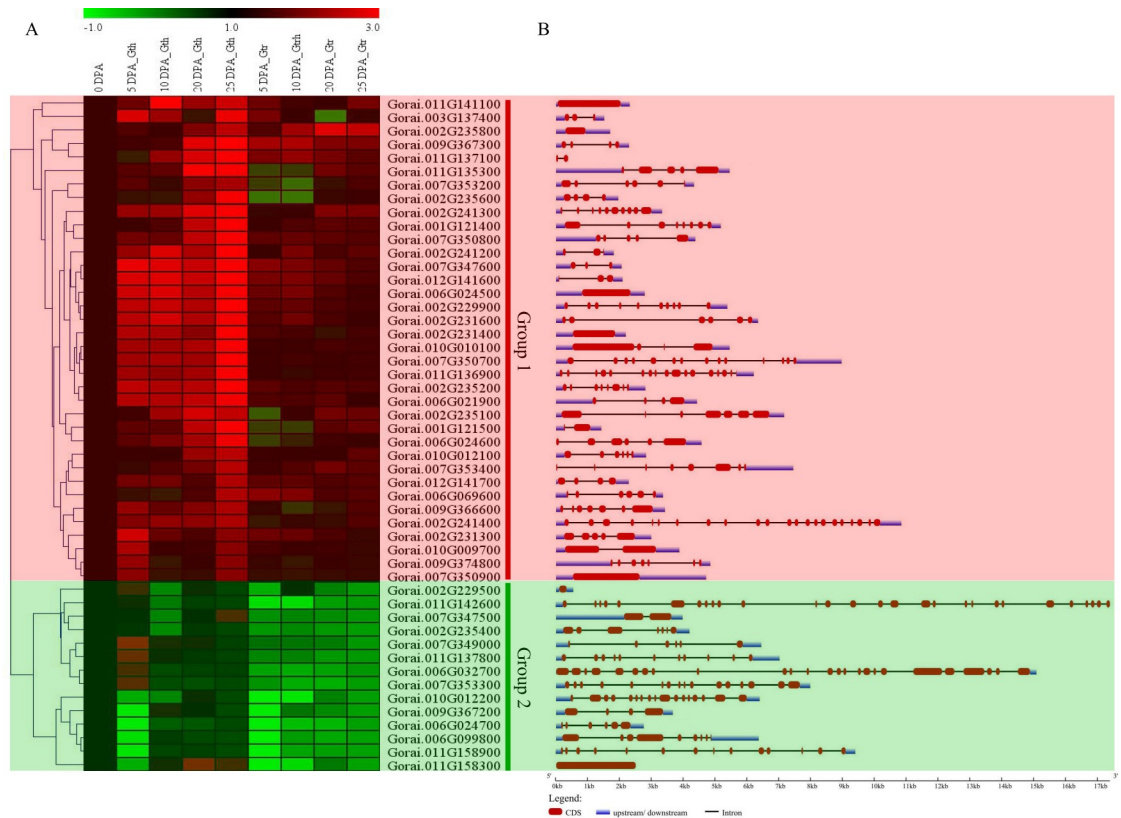 A
B
-1.0 1.0 3.0
0 DPA
5 DPA_Gth
10 DPA_Gth
20 DPA_Gth
25 DPA_Gth
5 DPA_Gtr
10 DPA_Gtrh
20 DPA_Gtr
25 DPA_Gtr
Gorai.011G141100
Gorai.003G137400
Gorai.002G235800
Gorai.009G367300
Gorai.011G137100
Gorai.011G135300
Gorai.007G353200
Gorai.002G235600
Gorai.002G241300
Gorai.001G121400
Gorai.007G350800
Gorai.002G241200
Gorai.007G347600
Gorai.012G141600
Gorai.006G024500
Gorai.002G229900
Gorai.002G231600
Gorai.002G231400
Gorai.010G010100
Gorai.007G350700
Gorai.011G136900
Gorai.002G235200
Gorai.006G021900
Gorai.002G235100
Gorai.001G121500
Gorai.006G024600
Gorai.010G012100
Gorai.007G353400
Gorai.012G141700
Gorai.006G069600
Gorai.009G366600
Gorai.002G241400
Gorai.002G231300
Gorai.010G009700
Gorai.009G374800
Gorai.007G350900
Group 1
Gorai.002G229500
Gorai.011G142600
Gorai.007G347500
Gorai.002G235400
Gorai.007G349000
Gorai.011G137800
Gorai.006G032700
Gorai.007G353300
Gorai.010G012200
Gorai.009G367200
Gorai.006G024700
Gorai.006G099800
Gorai.011G158900
Gorai.011G158300
Group 2
5' 3'
0kb 1kb 2kb 3kb 4kb 5kb 6kb 7kb 8kb 9kb 10kb 11kb 12kb 13kb 14kb 15kb 16kb 17kb
Legend:
CDS upstream/ downstream Intron